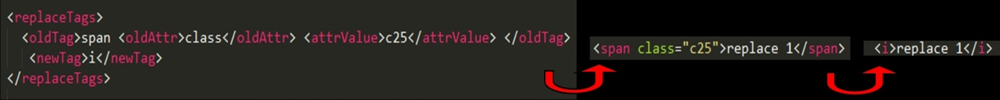 <replaceTags>
<oldTag>span <oldAttr>class</oldAttr> <attrValue>c25</attrValue> </oldTag>
<newTag>i</newTag>
</replaceTags>
<span class="c25">replace 1</span>
<i>replace 1</i>